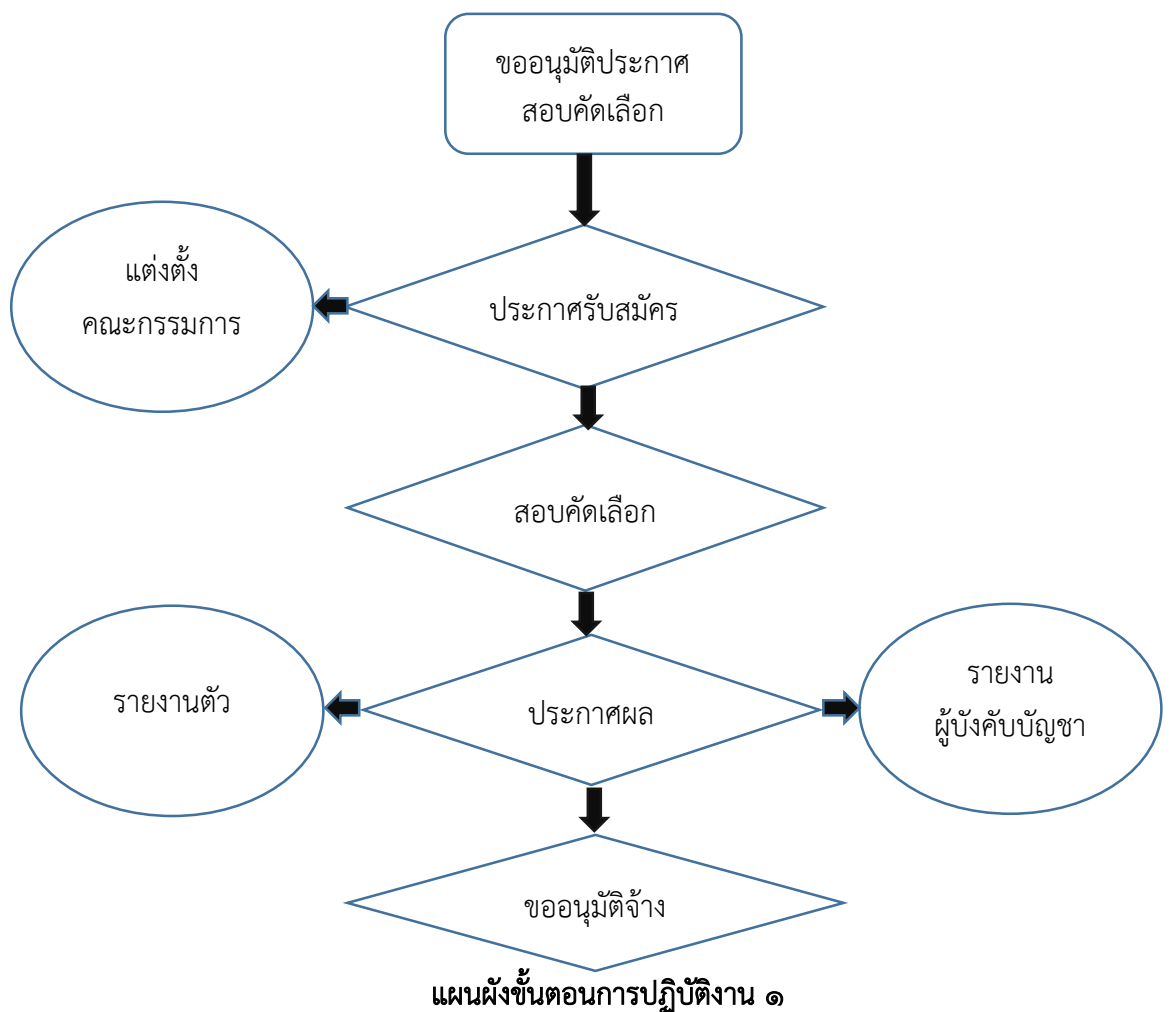 ขออนุมัติประกาศ
สอบคัดเลือก
แต่งตั้ง
คณะกรรมการ
ประกาศรับสมัคร
สอบคัดเลือก
รายงานตัว
ประกาศผล
รายงาน
ผู้บังคับบัญชา
ขออนุมัติจ้าง
แผนผังขั้นตอนการปฏิบัติงาน ๑